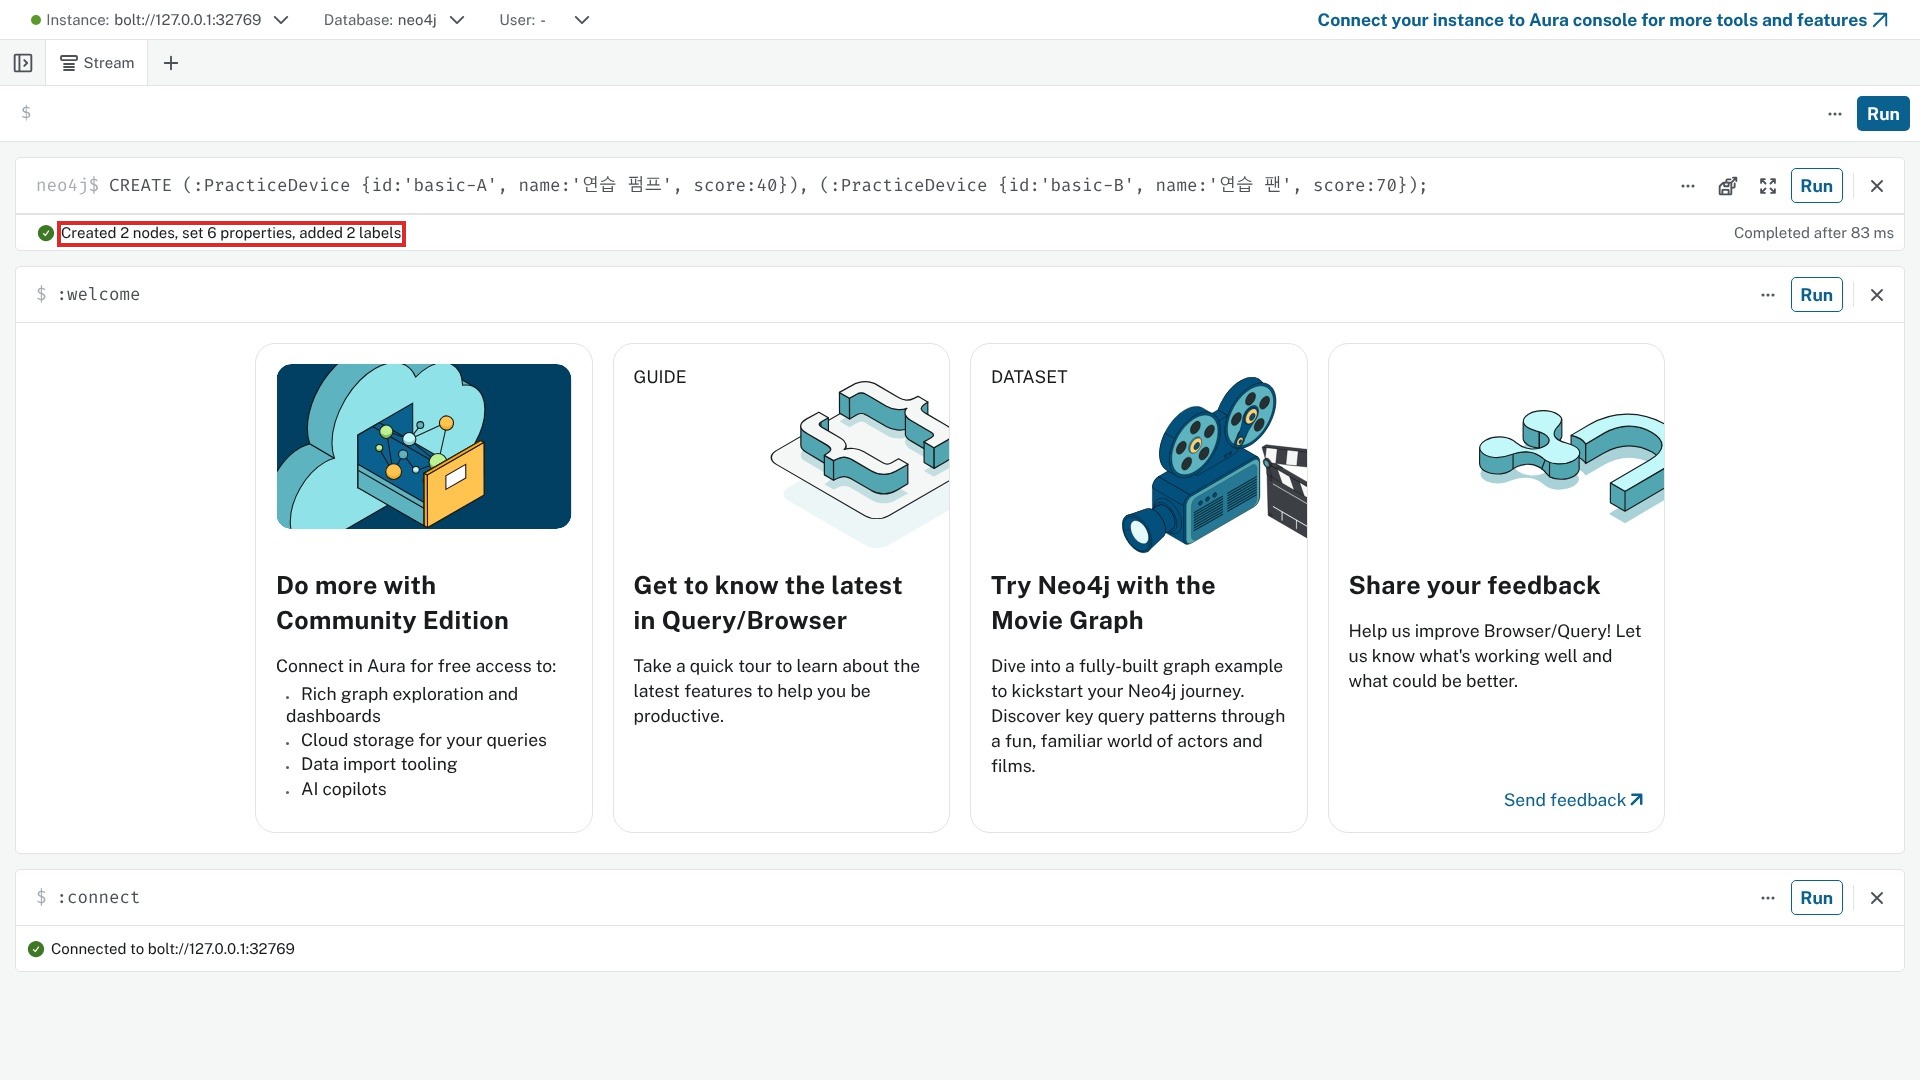 Instance: bolt://127.0.0.1:32769
Database: neo4j
User: -
Connect your instance to Aura console for more tools and features
Stream
$
Run
neo4j$ CREATE (:PracticeDevice {id:'basic-A', name:'연습 펌프', score:40}), (:PracticeDevice {id:'basic-B', name:'연습 팬', score:70});
Run
Created 2 nodes, set 6 properties, added 2 labels
Completed after 83 ms
$ :welcome
Run
Do more with
Community Edition
Connect in Aura for free access to:
· Rich graph exploration and
dashboards
· Cloud storage for your queries
· Data import tooling
· AI copilots
GUIDE
Get to know the latest
in Query/Browser
Take a quick tour to learn about the
latest features to help you be
productive.
DATASET
Try Neo4j with the
Movie Graph
Dive into a fully-built graph example
to kickstart your Neo4j journey.
Discover key query patterns through
a fun, familiar world of actors and
films.
Share your feedback
Help us improve Browser/Query! Let
us know what's working well and
what could be better.
Send feedback
$ :connect
Run
Connected to bolt://127.0.0.1:32769